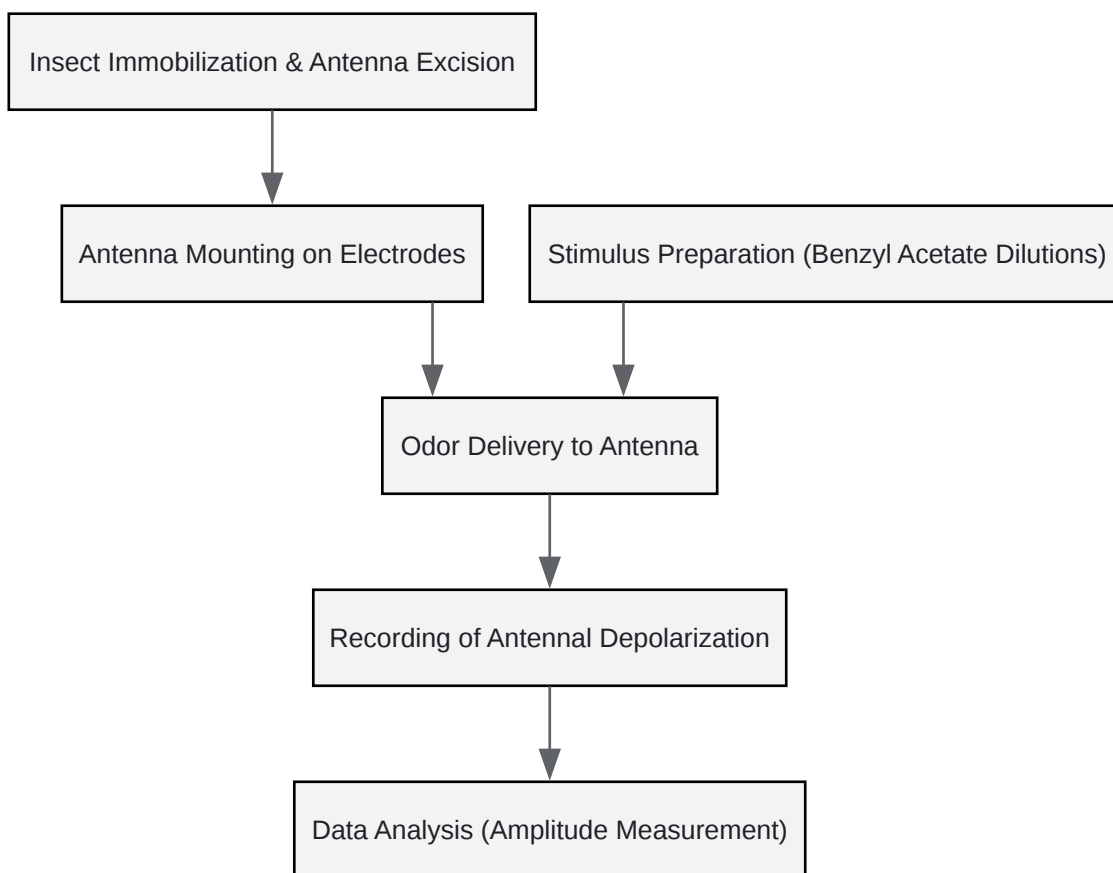 Insect Immobilization & Antenna Excision
Antenna Mounting on Electrodes
Stimulus Preparation (Benzyl Acetate Dilutions)
Odor Delivery to Antenna
Recording of Antennal Depolarization
Data Analysis (Amplitude Measurement)